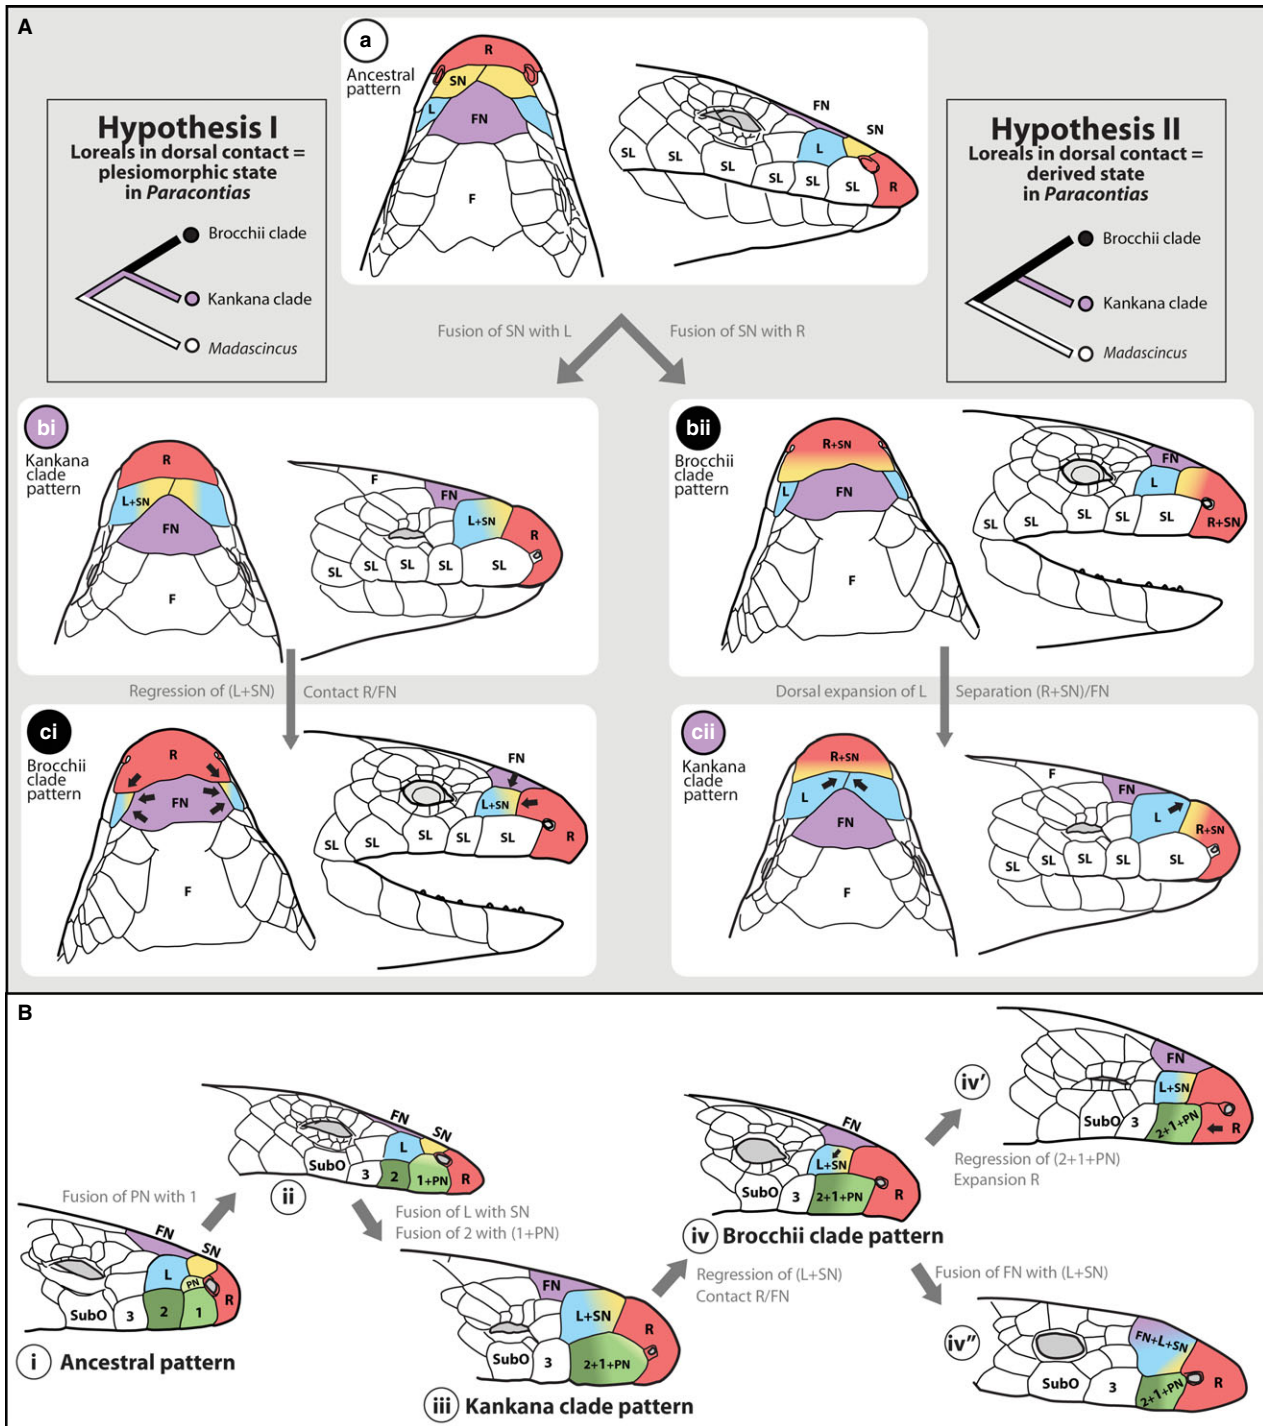 A
a
Ancestral
pattern
R
SN
L
FN
F
FN
SN
L
SL
SL
SL
SL
SL
SL
R
Hypothesis I
Loreals in dorsal contact =
plesiomorphic state
in Paracontias
Brocchii clade
Kankana clade
Madascincus
Hypothesis II
Loreals in dorsal contact =
derived state
in Paracontias
Brocchii clade
Kankana clade
Madascincus
Fusion of SN with L
Fusion of SN with R
bi
Kankana
clade
pattern
R
L+SN
FN
F
F
FN
L+SN
R
SL
SL
SL
SL
SL
bii
Brocchii
clade
pattern
R+SN
L
FN
F
FN
L
SL
SL
SL
SL
SL
R+SN
Regression of (L+SN)
Contact R/FN
Dorsal expansion of L
Separation (R+SN)/FN
ci
Brocchii
clade
pattern
R
FN
F
FN
L+SN
R
SL
SL
SL
SL
SL
cii
Kankana
clade
pattern
R+SN
L
FN
F
F
FN
L
R+SN
SL
SL
SL
SL
SL
B
FN
SN
L
PN
R
SubO
3
2
1
i
Ancestral pattern
Fusion of PN with 1
FN
SN
L
SubO
3
2
1+PN
R
ii
Fusion of L with SN
Fusion of 2 with (1+PN)
FN
L+SN
R
SubO
3
2+1+PN
iii
Kankana clade pattern
Regression of (L+SN)
Contact R/FN
FN
L+SN
SubO
3
2+1+PN
R
iv
Brocchii clade pattern
iv'
Regression of (2+1+PN)
Expansion R
FN
L+SN
SubO
3
2+1+PN
R
Fusion of FN with (L+SN)
iv"
FN+L+SN
SubO
3
2+1+PN
R